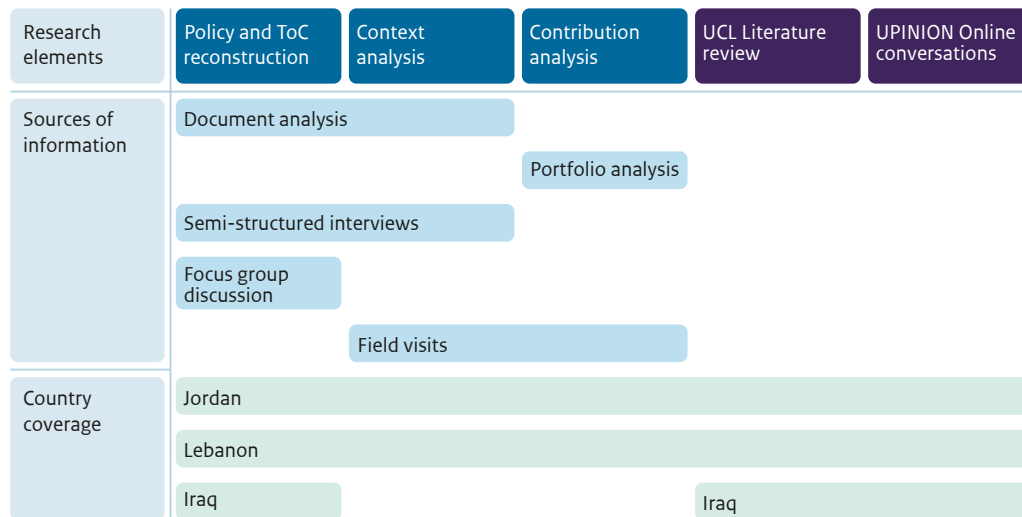 Research
elements
Policy and ToC
reconstruction
Context
analysis
Contribution
analysis
UCL Literature
review
UPINION Online
conversations
Sources of
information
Document analysis
Portfolio analysis
Semi-structured interviews
Focus group
discussion
Field visits
Country
coverage
Jordan
Lebanon
Iraq
Iraq